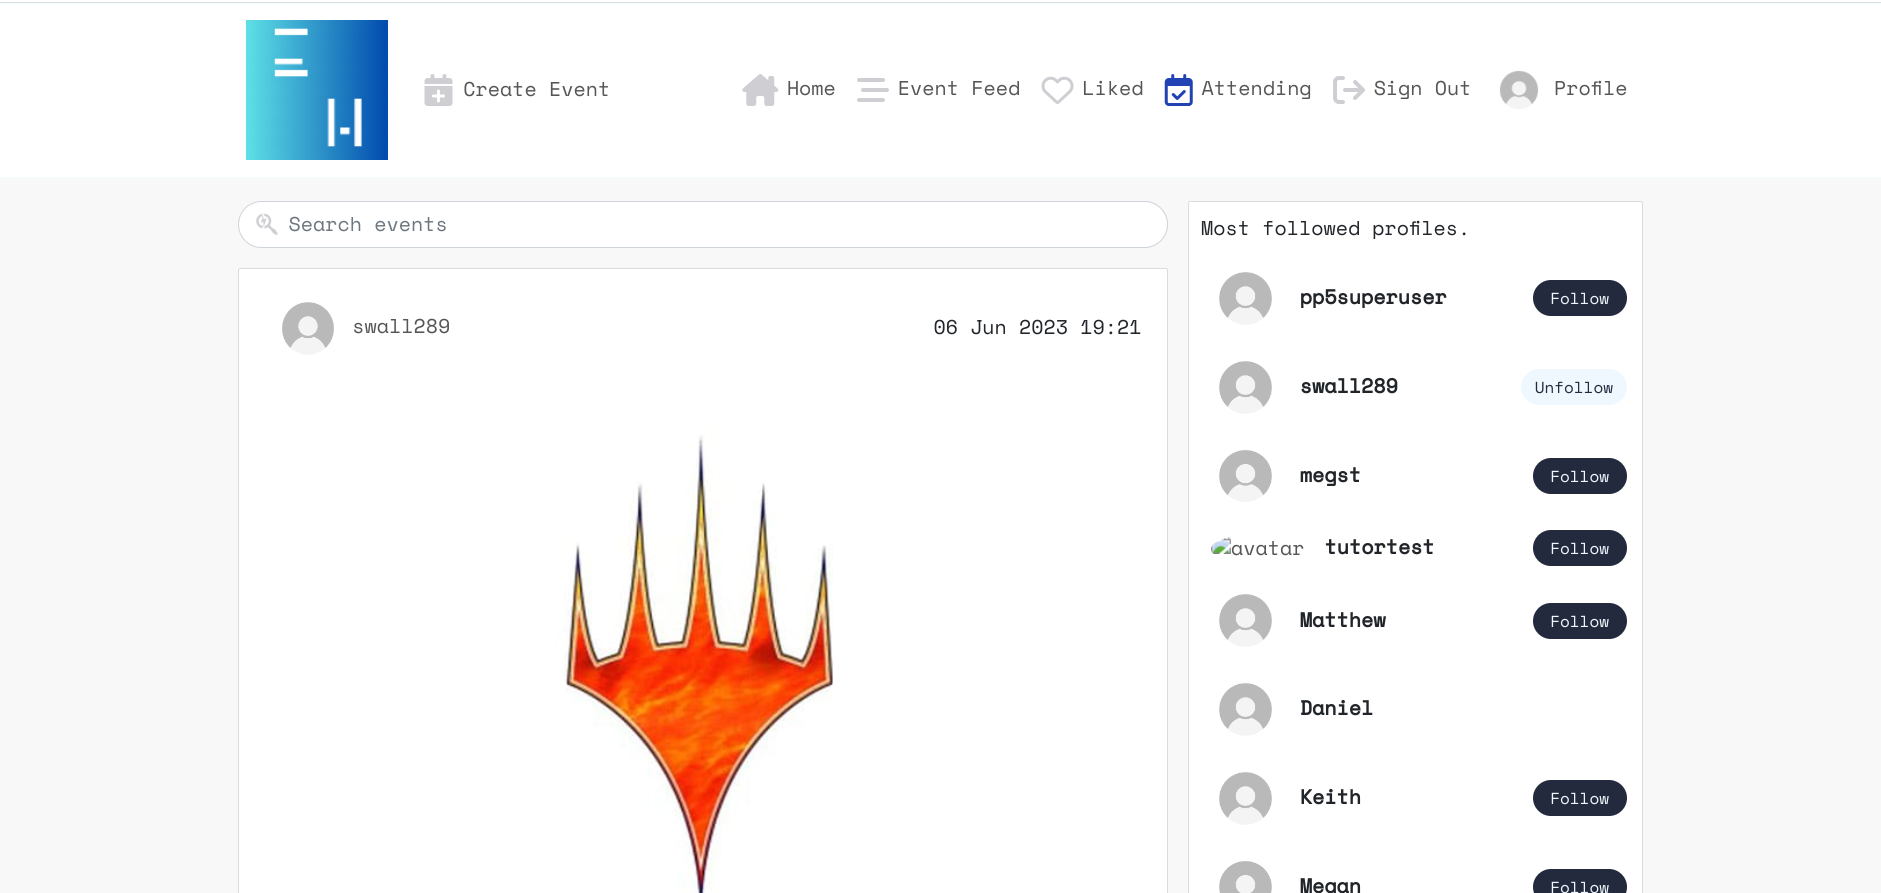 Create Event
Home
Event Feed
Liked
Attending
Sign Out
Profile
Search events
swall289
06 Jun 2023 19:21
Most followed profiles.
pp5superuser
Follow
swall289
Unfollow
megst
Follow
avatar
tutortest
Follow
Matthew
Follow
Daniel
Keith
Follow
Megan
Follow